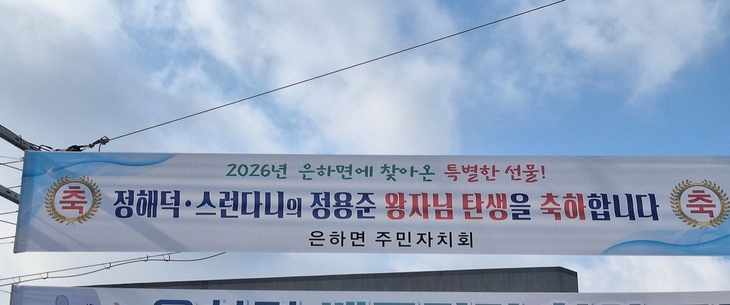 2026년 은하면에 찾아온 특별한 선물!
축 정해덕·스런다니의 정용준 왕자님 탄생을 축하합니다 축
은하면 주민자치회